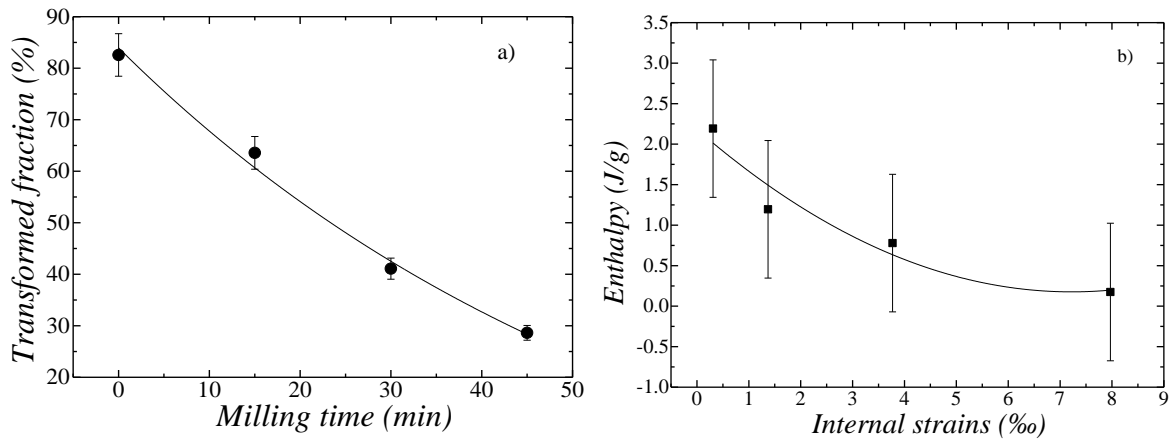 a)
90
80
70
60
50
40
30
20
0 10 20 30 40 50
Transformed fraction (%)
Milling time (min)
b)
3.5
3.0
2.5
2.0
1.5
1.0
0.5
0.0
-0.5
-1.0
0 1 2 3 4 5 6 7 8 9
Enthalpy (J/g)
Internal strains (‰)